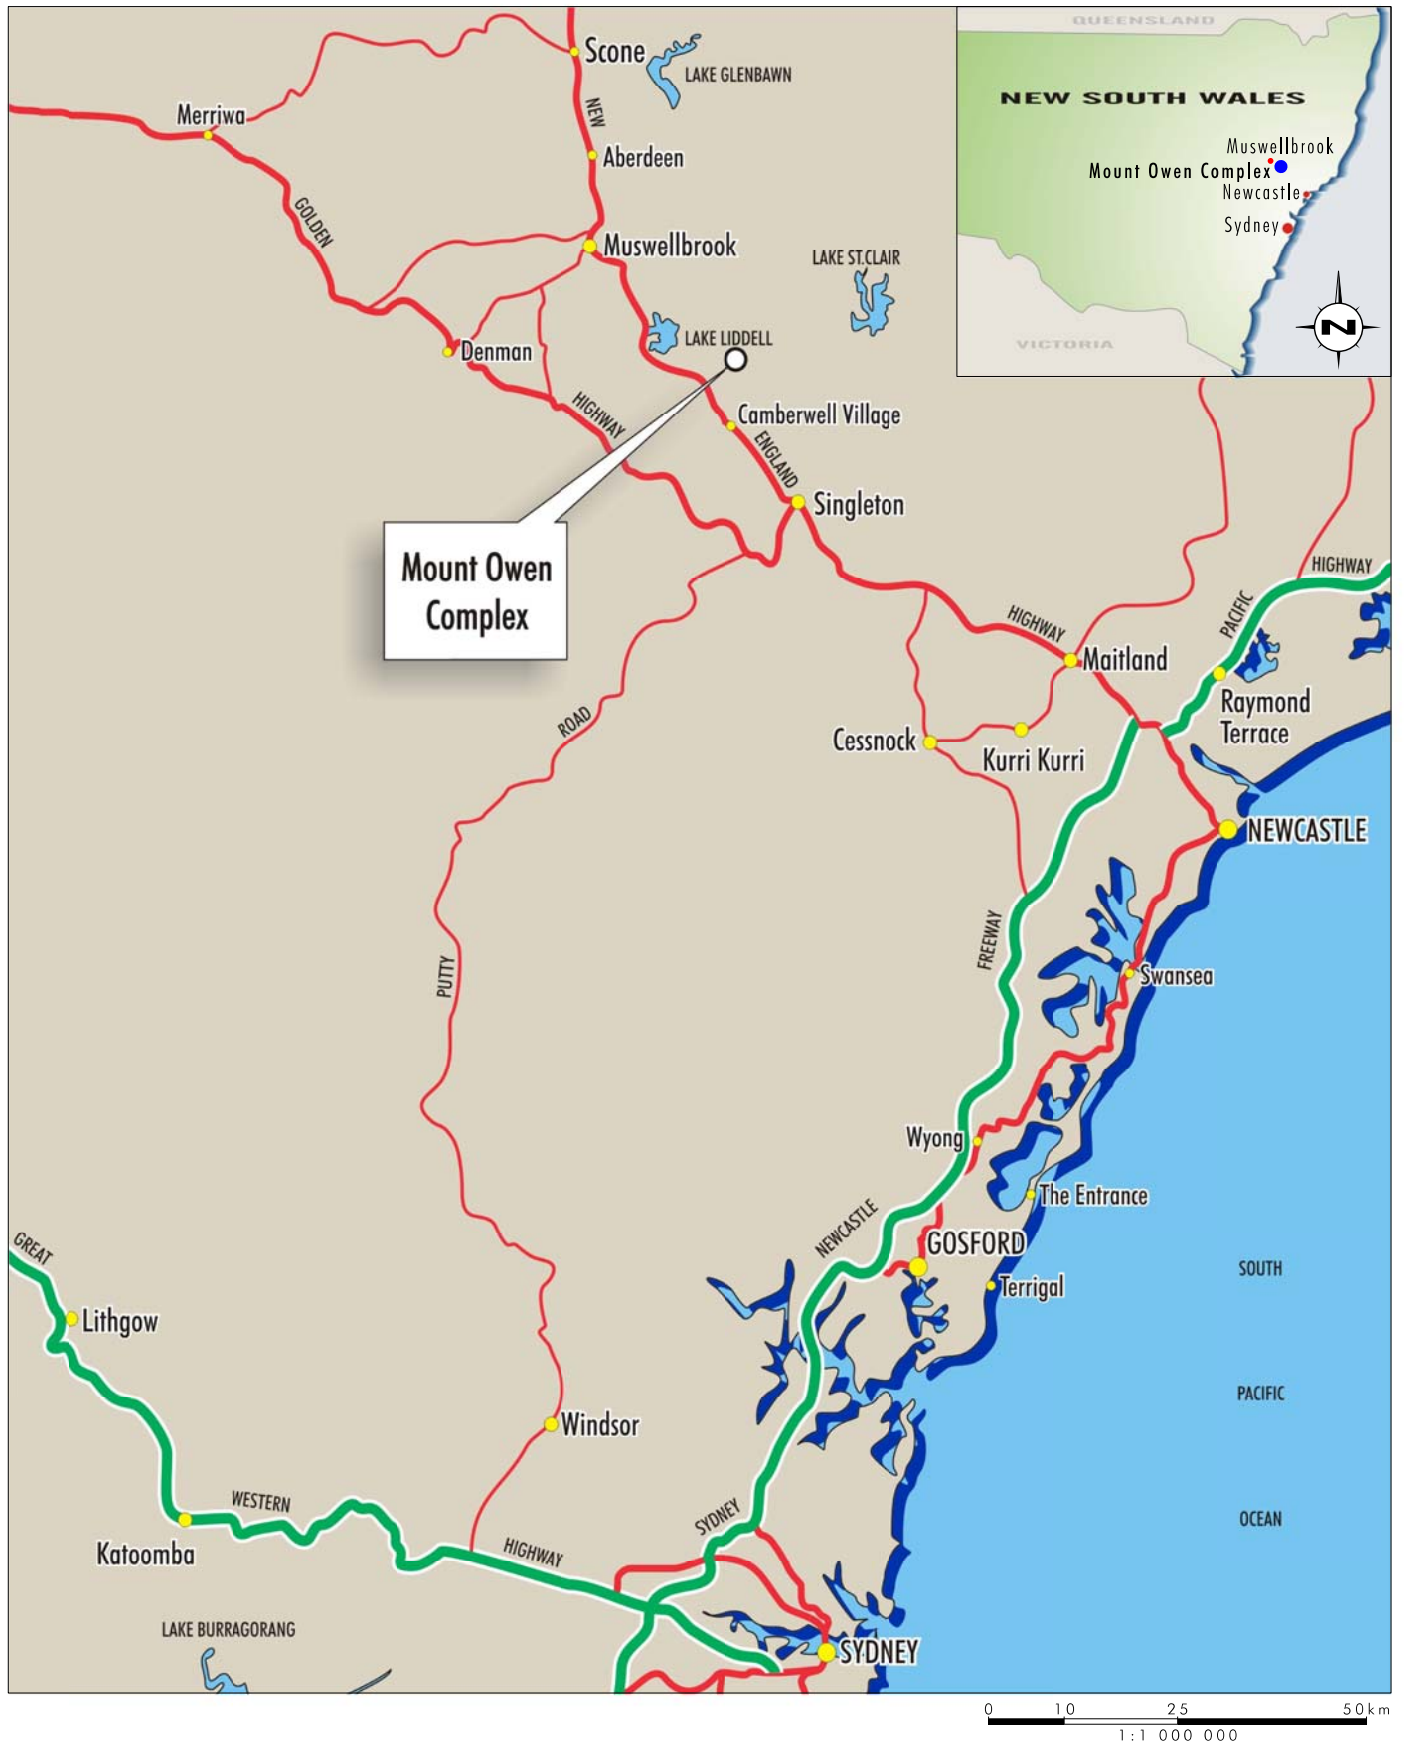 QUEENSLAND
NEW SOUTH WALES
Muswellbrook
Mount Owen Complex
Newcastle
Sydney
VICTORIA
N
Scone
LAKE GLENBAWN
NEW
Merriwa
Aberdeen
GOLDEN
Muswellbrook
LAKE ST.CLAIR
LAKE LIDDELL
Denman
HIGHWAY
Camberwell Village
ENGLAND
Singleton
Mount Owen
Complex
HIGHWAY
PACIFIC
HIGHWAY
Maitland
Raymond
Terrace
ROAD
Cessnock
Kurri Kurri
NEWCASTLE
FREEWAY
PUTTY
Swansea
Wyong
The Entrance
NEWCASTLE
GREAT
GOSFORD
SOUTH
Terrigal
Lithgow
PACIFIC
Windsor
WESTERN
SYDNEY
OCEAN
Katoomba
HIGHWAY
LAKE BURRAGORANG
SYDNEY
0 10 25 50km
1:1 000 000